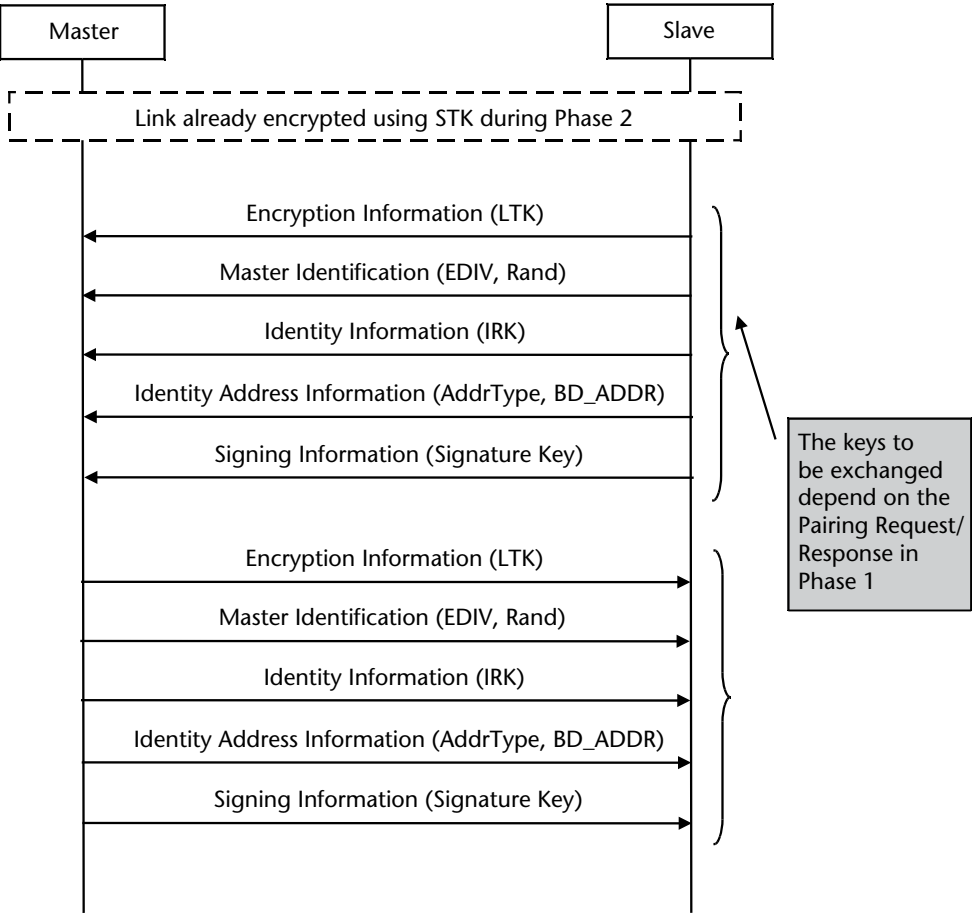 Master
Slave
Link already encrypted using STK during Phase 2
Encryption Information (LTK)
Master Identification (EDIV, Rand)
Identity Information (IRK)
Identity Address Information (AddrType, BD_ADDR)
Signing Information (Signature Key)
The keys to
be exchanged
depend on the
Pairing Request/
Response in
Phase 1
Encryption Information (LTK)
Master Identification (EDIV, Rand)
Identity Information (IRK)
Identity Address Information (AddrType, BD_ADDR)
Signing Information (Signature Key)